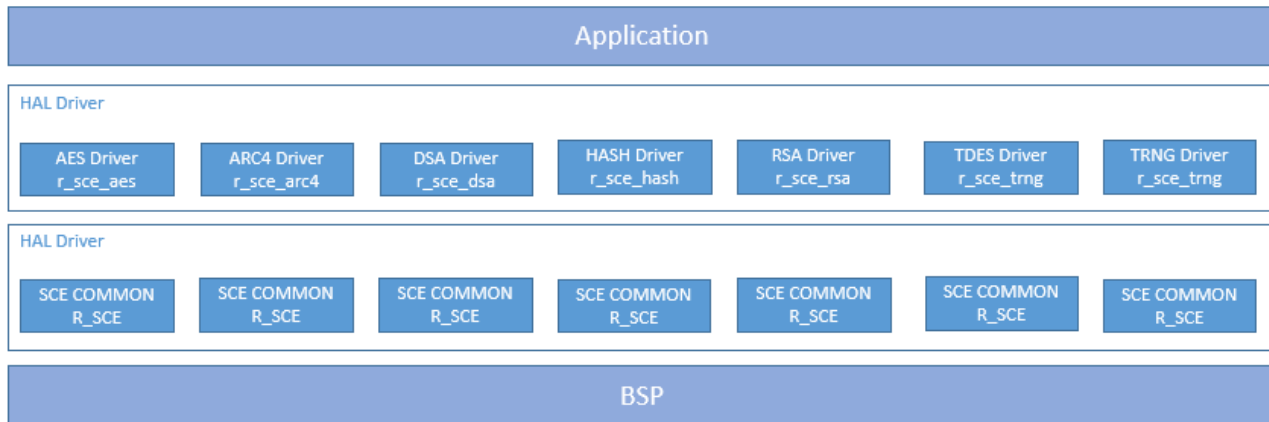 Application
HAL Driver
AES Driver
r_sce_aes
ARC4 Driver
r_sce_arc4
DSA Driver
r_sce_dsa
HASH Driver
r_sce_hash
RSA Driver
r_sce_rsa
TDES Driver
r_sce_trng
TRNG Driver
r_sce_trng
HAL Driver
SCE COMMON
R_SCE
SCE COMMON
R_SCE
SCE COMMON
R_SCE
SCE COMMON
R_SCE
SCE COMMON
R_SCE
SCE COMMON
R_SCE
SCE COMMON
R_SCE
BSP